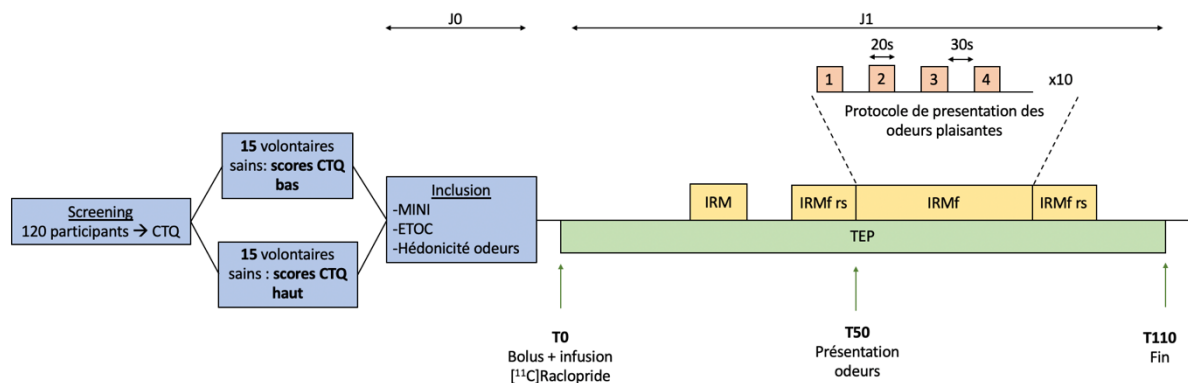 J0
J1
20s
30s
1
2
3
4
x10
Protocole de presentation des
odeurs plaisantes
Screening
120 participants → CTQ
15 volontaires
sains: scores CTQ
bas
15 volontaires
sains : scores CTQ
haut
Inclusion
-MINI
-ETOC
-Hédonicité odeurs
IRM
IRMf rs
IRMf
IRMf rs
TEP
T0
Bolus + infusion
[¹¹C]Raclopride
T50
Présentation
odeurs
T110
Fin